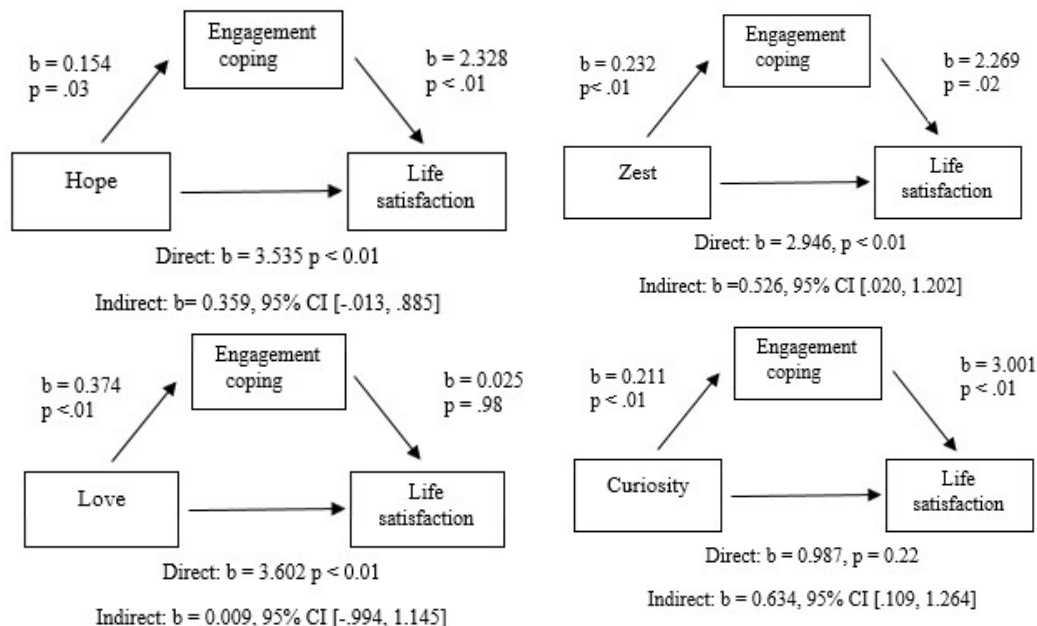 Engagement
coping
b = 0.154
p = .03
b = 2.328
p < .01
Hope
Life
satisfaction
Direct: b = 3.535 p < 0.01
Indirect: b= 0.359, 95% CI [-.013, .885]
Engagement
coping
b = 0.232
p< .01
b = 2.269
p = .02
Zest
Life
satisfaction
Direct: b = 2.946, p < 0.01
Indirect: b =0.526, 95% CI [.020, 1.202]
Engagement
coping
b = 0.374
p <.01
b = 0.025
p = .98
Love
Life
satisfaction
Direct: b = 3.602 p < 0.01
Indirect: b = 0.009, 95% CI [-.994, 1.145]
Engagement
coping
b = 0.211
p < .01
b = 3.001
p < .01
Curiosity
Life
satisfaction
Direct: b = 0.987, p = 0.22
Indirect: b = 0.634, 95% CI [.109, 1.264]